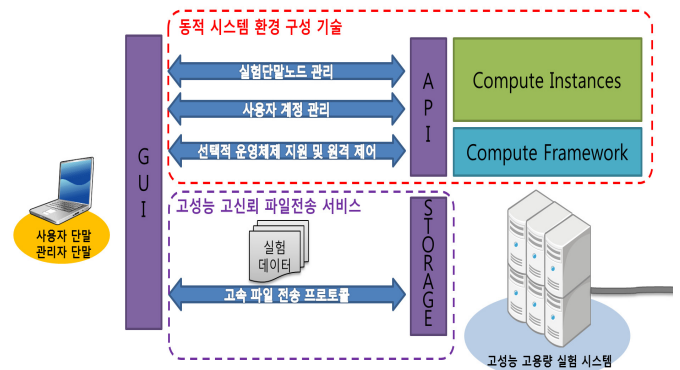 동적 시스템 환경 구성 기술
실험단말노드 관리
사용자 계정 관리
선택적 운영체제 지원 및 원격 제어
GUI
API
Compute Instances
Compute Framework
사용자 단말
관리자 단말
고성능 고신뢰 파일전송 서비스
실험
데이터
고속 파일 전송 프로토콜
STORAGE
고성능 고용량 실험 시스템